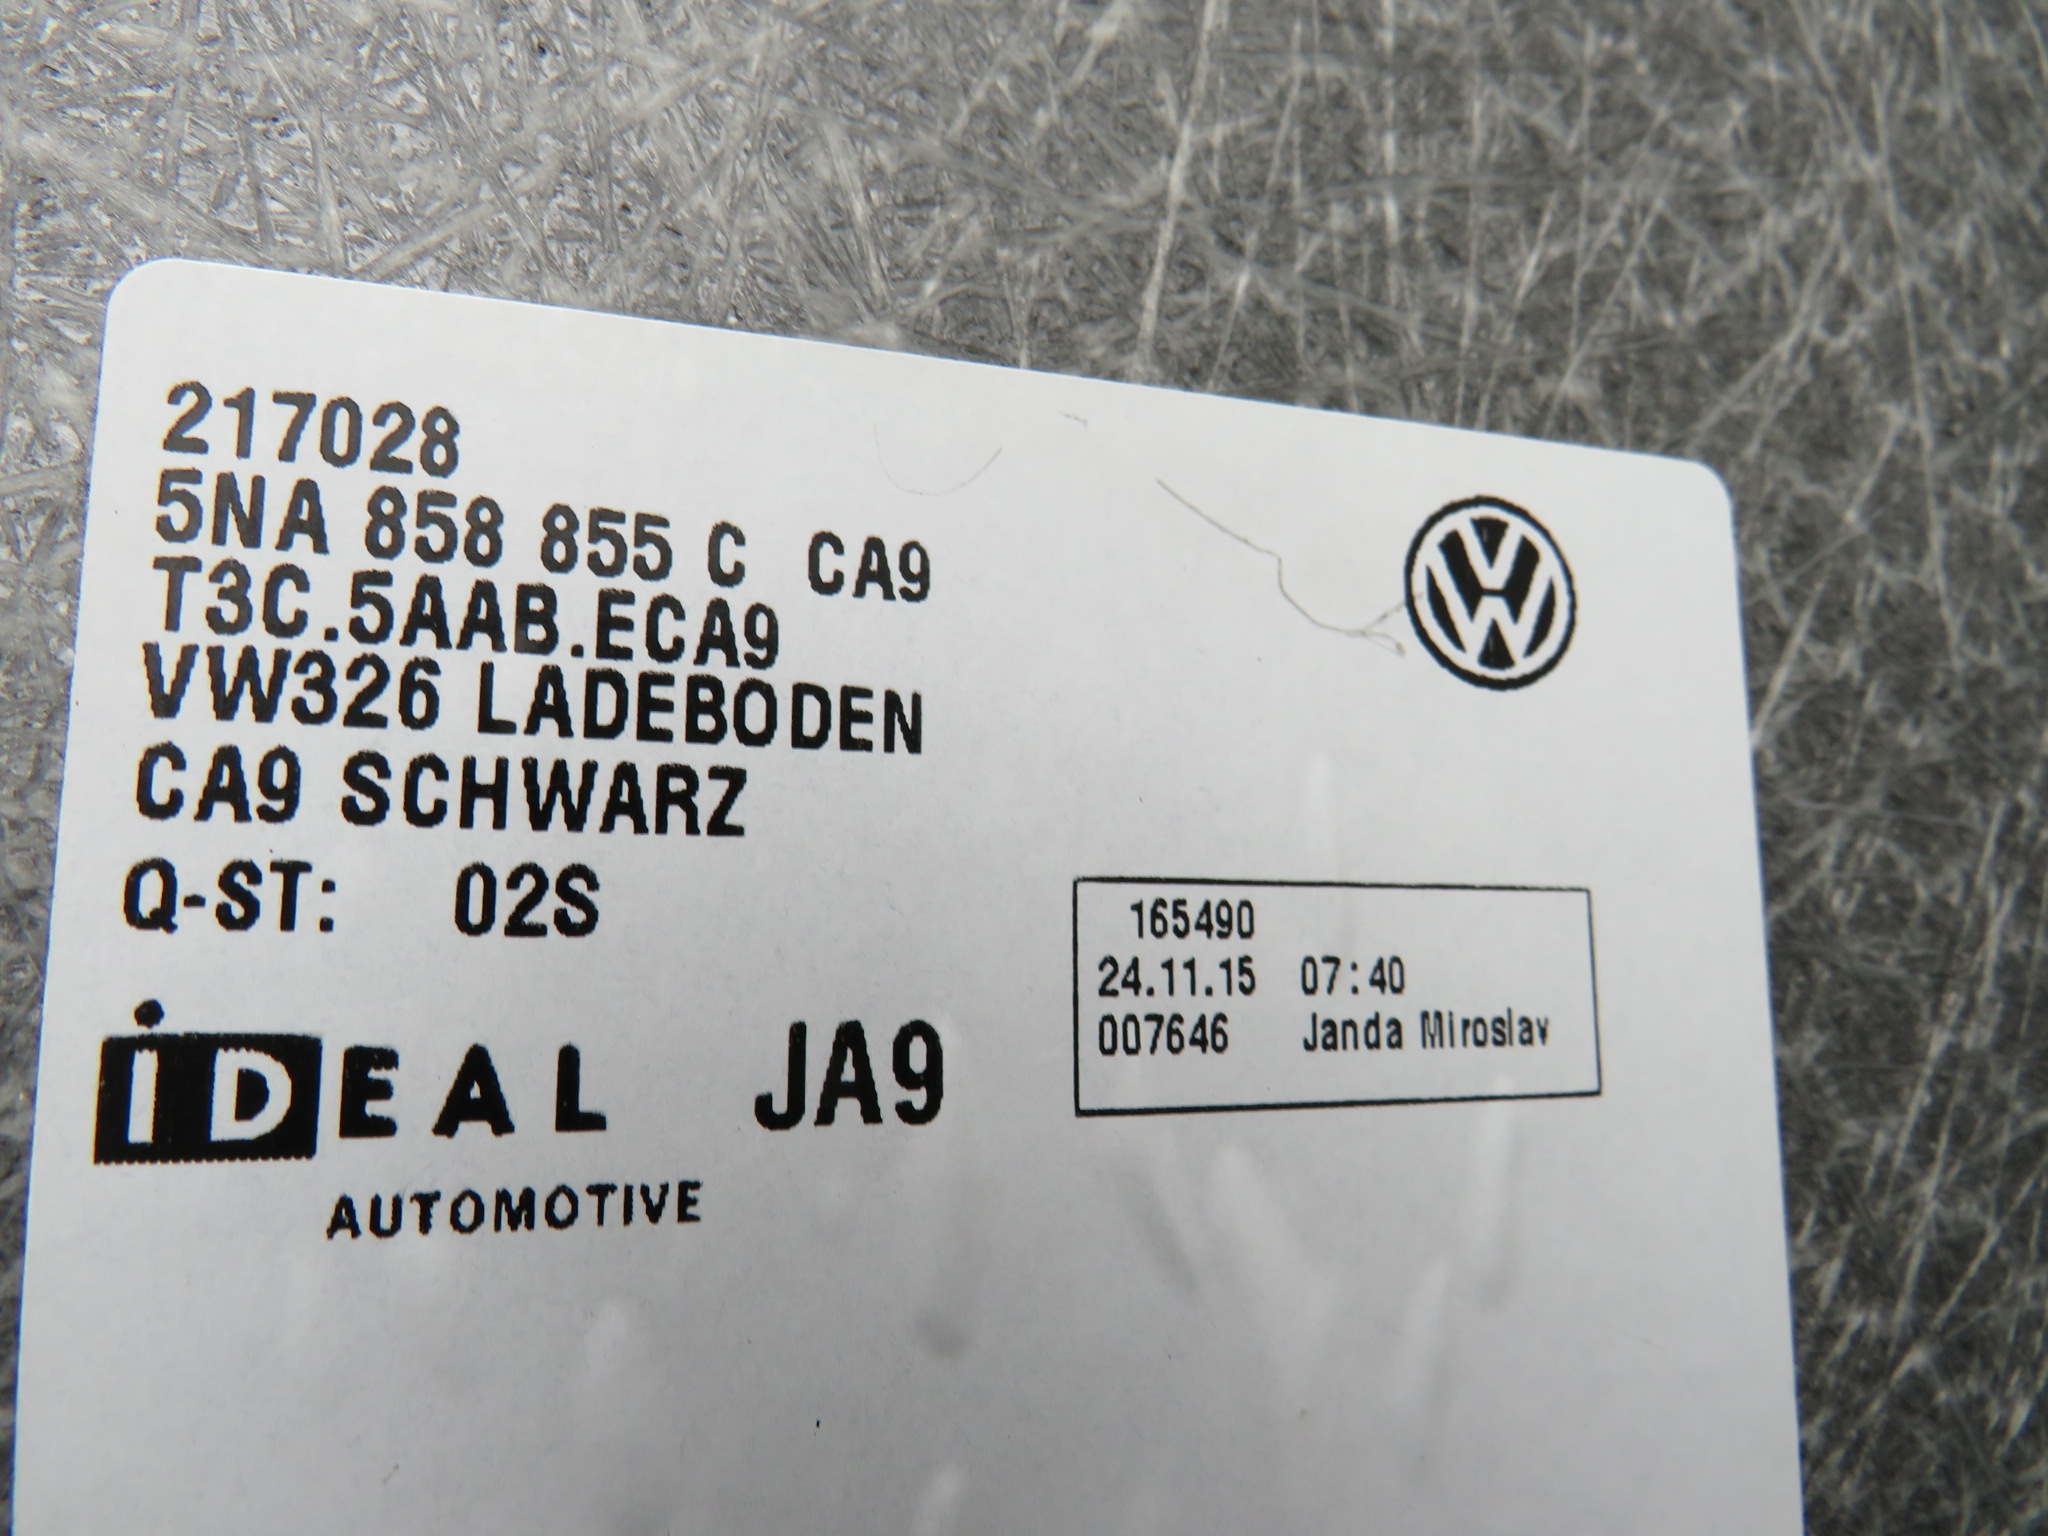 217028
5NA 858 855 C CA9
T3C.5AAB.ECA9
VW326 LADEBODEN
CA9 SCHWARZ
Q-ST: 02S
iDEAL JA9
AUTOMOTIVE
VW
165490
24.11.15 07:40
007646 Janda Miroslav